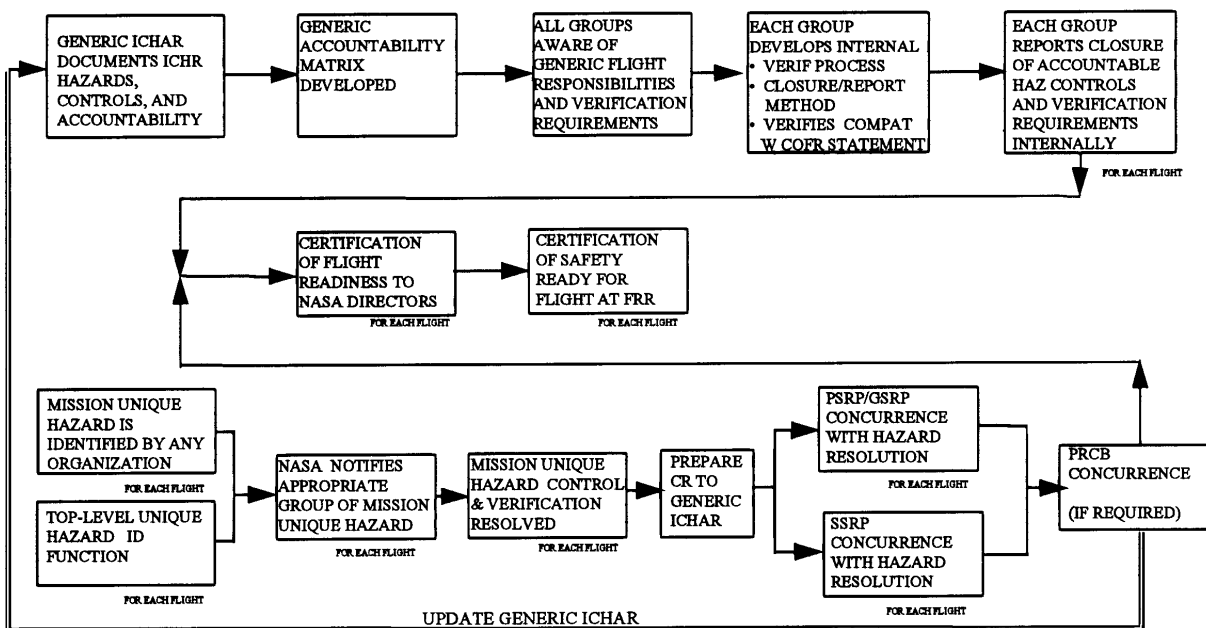 GENERIC ICHAR
DOCUMENTS ICHR
HAZARDS,
CONTROLS, AND
ACCOUNTABILITY
GENERIC
ACCOUNTABILITY
MATRIX
DEVELOPED
ALL GROUPS
AWARE OF
GENERIC FLIGHT
RESPONSIBILITIES
AND VERIFICATION
REQUIREMENTS
EACH GROUP
DEVELOPS INTERNAL
• VERIF PROCESS
• CLOSURE/REPORT
METHOD
• VERIFIES COMPAT
W COFR STATEMENT
EACH GROUP
REPORTS CLOSURE
OF ACCOUNTABLE
HAZ CONTROLS
AND VERIFICATION
REQUIREMENTS
INTERNALLY
FOR EACH FLIGHT
CERTIFICATION
OF FLIGHT
READINESS TO
NASA DIRECTORS
FOR EACH FLIGHT
CERTIFICATION
OF SAFETY
READY FOR
FLIGHT AT FRR
FOR EACH FLIGHT
MISSION UNIQUE
HAZARD IS
IDENTIFIED BY ANY
ORGANIZATION
FOR EACH FLIGHT
TOP-LEVEL UNIQUE
HAZARD ID
FUNCTION
FOR EACH FLIGHT
NASA NOTIFIES
APPROPRIATE
GROUP OF MISSION
UNIQUE HAZARD
FOR EACH FLIGHT
MISSION UNIQUE
HAZARD CONTROL
& VERIFICATION
RESOLVED
FOR EACH FLIGHT
PREPARE
CR TO
GENERIC
ICHAR
PSRP/GSRP
CONCURRENCE
WITH HAZARD
RESOLUTION
FOR EACH FLIGHT
SSRP
CONCURRENCE
WITH HAZARD
RESOLUTION
FOR EACH FLIGHT
PRCB
CONCURRENCE
(IF REQUIRED)
UPDATE GENERIC ICHAR